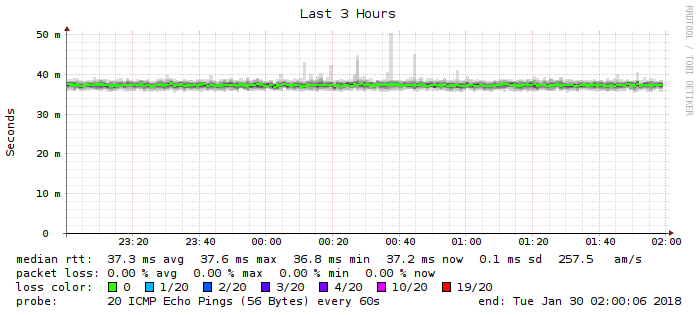 Last 3 Hours
RRDTOOL / TOBI OETIKER
Seconds
50 m
40 m
30 m
20 m
10 m
0
23:20 23:40 00:00 00:20 00:40 01:00 01:20 01:40 02:00
median rtt: 37.3 ms avg 37.6 ms max 36.8 ms min 37.2 ms now 0.1 ms sd 257.5 am/s
packet loss: 0.00 % avg 0.00 % max 0.00 % min 0.00 % now
loss color: 0 1/20 2/20 3/20 4/20 10/20 19/20
probe: 20 ICMP Echo Pings (56 Bytes) every 60s end: Tue Jan 30 02:00:06 2018